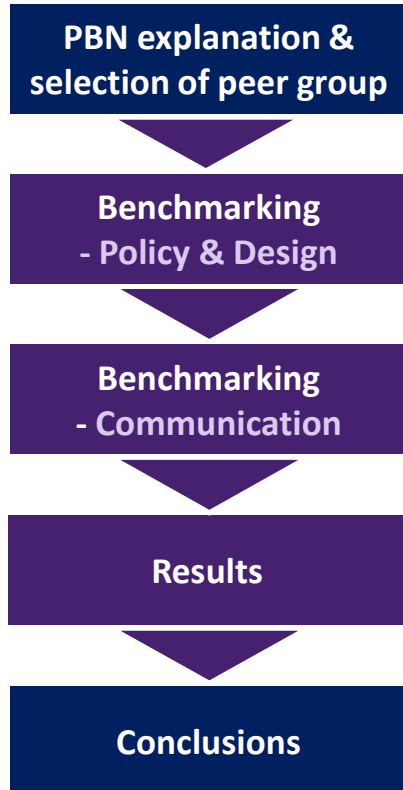 PBN explanation &
selection of peer group
Benchmarking
- Policy & Design
Benchmarking
- Communication
Results
Conclusions